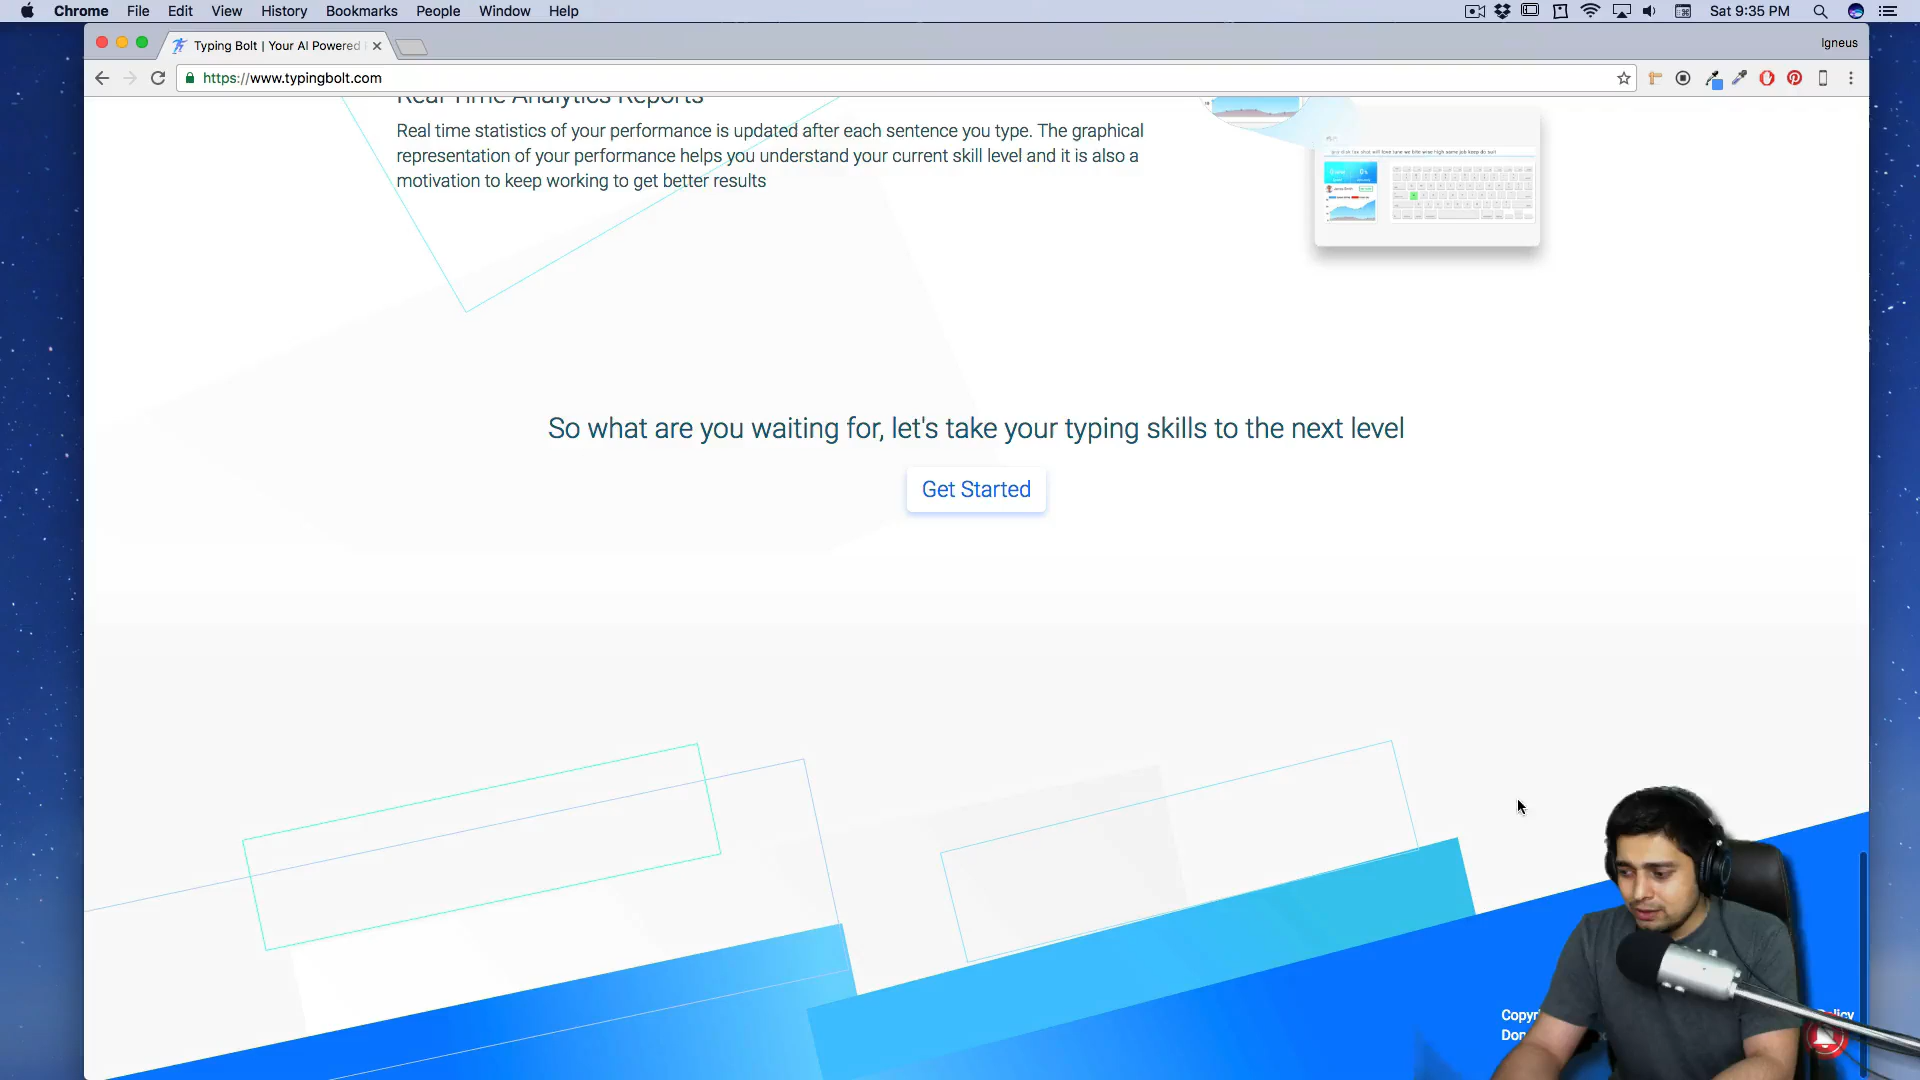 Chrome File Edit View History Bookmarks People Window Help Sat 9:35 PM
Typing Bolt | Your AI Powered
Igneus
https://www.typingbolt.com
Real Time Analytics Reports
Real time statistics of your performance is updated after each sentence you type. The graphical
representation of your performance helps you understand your current skill level and it is also a
motivation to keep working to get better results
So what are you waiting for, let's take your typing skills to the next level
Get Started